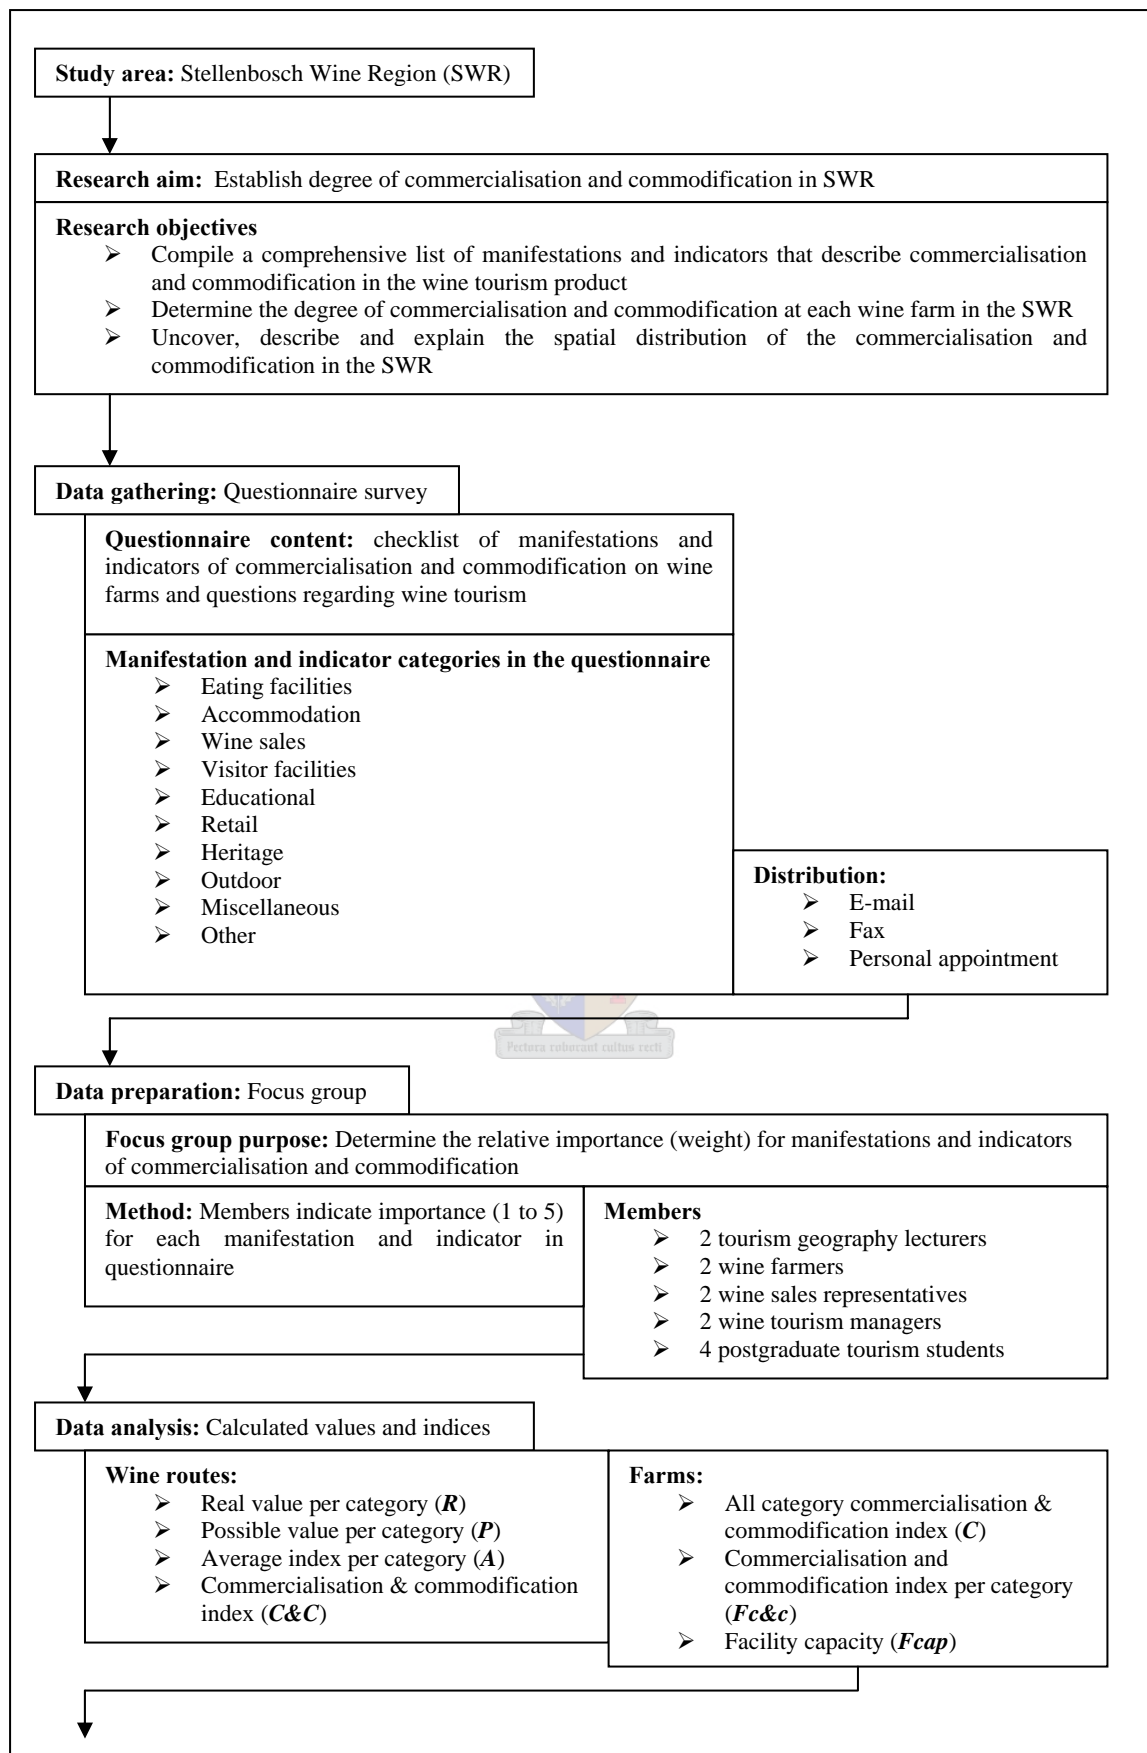 Study area: Stellenbosch Wine Region (SWR)
Research aim: Establish degree of commercialisation and commodification in SWR
Research objectives
➢ Compile a comprehensive list of manifestations and indicators that describe commercialisation
and commodification in the wine tourism product
➢ Determine the degree of commercialisation and commodification at each wine farm in the SWR
➢ Uncover, describe and explain the spatial distribution of the commercialisation and
commodification in the SWR
Data gathering: Questionnaire survey
Questionnaire content: checklist of manifestations and
indicators of commercialisation and commodification on wine
farms and questions regarding wine tourism
Manifestation and indicator categories in the questionnaire
➢ Eating facilities
➢ Accommodation
➢ Wine sales
➢ Visitor facilities
➢ Educational
➢ Retail
➢ Heritage
➢ Outdoor
➢ Miscellaneous
➢ Other
Distribution:
➢ E-mail
➢ Fax
➢ Personal appointment
Pectora roborant cultus recti
Data preparation: Focus group
Focus group purpose: Determine the relative importance (weight) for manifestations and indicators
of commercialisation and commodification
Method: Members indicate importance (1 to 5)
for each manifestation and indicator in
questionnaire
Members
➢ 2 tourism geography lecturers
➢ 2 wine farmers
➢ 2 wine sales representatives
➢ 2 wine tourism managers
➢ 4 postgraduate tourism students
Data analysis: Calculated values and indices
Wine routes:
➢ Real value per category (R)
➢ Possible value per category (P)
➢ Average index per category (A)
➢ Commercialisation & commodification
index (C&C)
Farms:
➢ All category commercialisation &
commodification index (C)
➢ Commercialisation and
commodification index per category
(Fc&c)
➢ Facility capacity (Fcap)